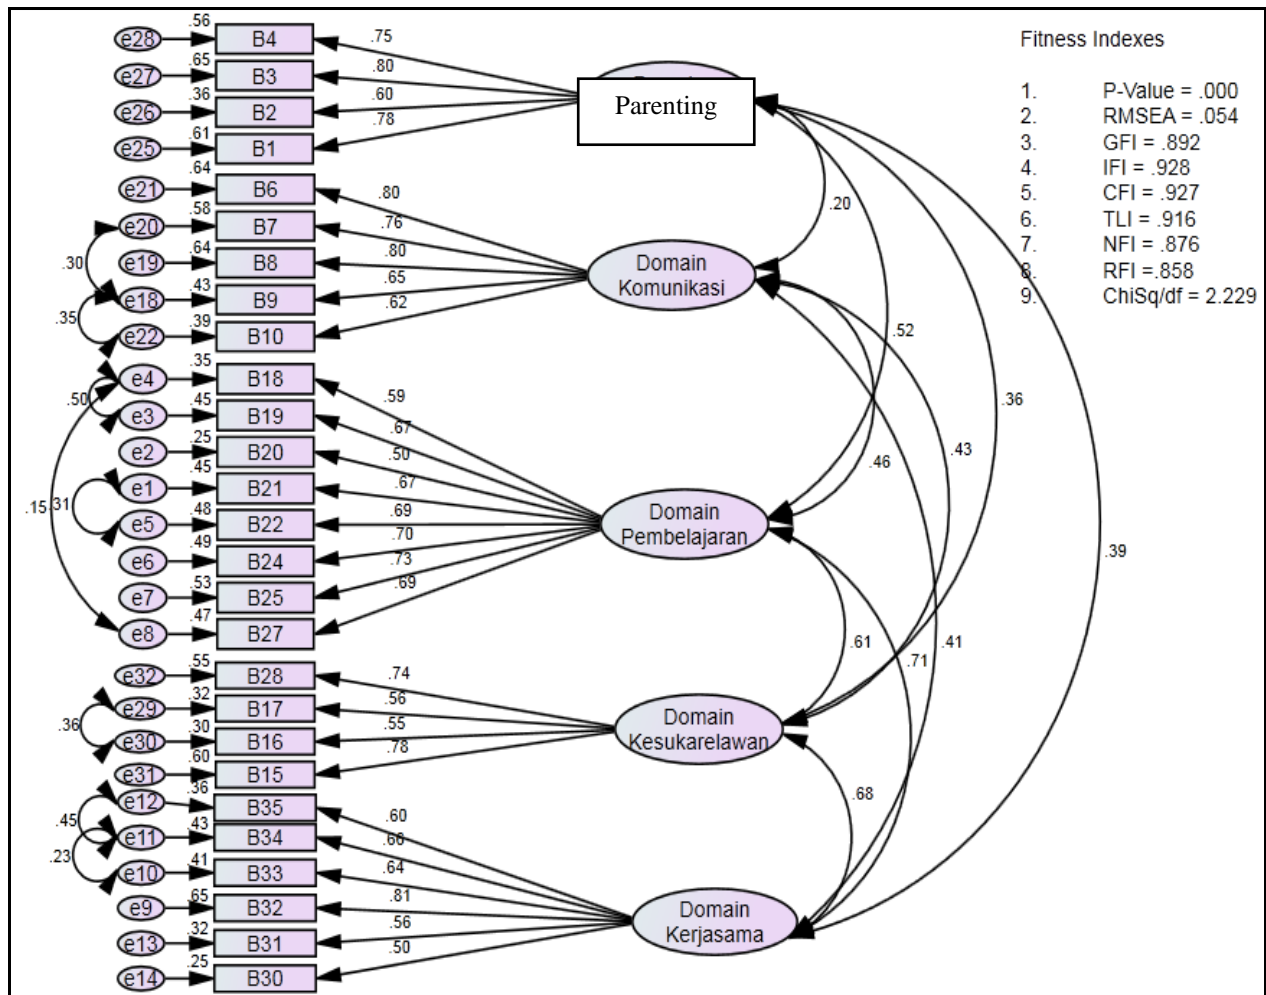 Fitness Indexes
1. P-Value = .000
2. RMSEA = .054
3. GFI = .892
4. IFI = .928
5. CFI = .927
6. TLI = .916
7. NFI = .876
8. RFI =.858
9. ChiSq/df = 2.229
e28 .56 B4 .75
e27 .65 B3 .80
e26 .36 B2 .60
e25 .61 B1 .78
Parenting
e21 .64 B6 .80
e20 .58 B7 .76
e19 .64 B8 .80
e18 .43 B9 .65
e22 .39 B10 .62
.30
.35
Domain
Komunikasi
e4 .35 B18 .59
e3 .45 B19 .67
e2 .25 B20 .50
e1 .45 B21 .67
e5 .48 B22 .69
e6 .49 B24 .70
e7 .53 B25 .73
e8 .47 B27 .69
.50
.15
.31
Domain
Pembelajaran
e32 .55 B28 .74
e29 .32 B17 .56
e30 .30 B16 .55
e31 .60 B15 .78
.36
Domain
Kesukarelawan
e12 .36 B35 .60
e11 .43 B34 .66
e10 .41 B33 .64
e9 .65 B32 .81
e13 .32 B31 .56
e14 .25 B30 .50
.45
.23
Domain
Kerjasama
.20
.52
.36
.43
.46
.39
.61
.71
.41
.68